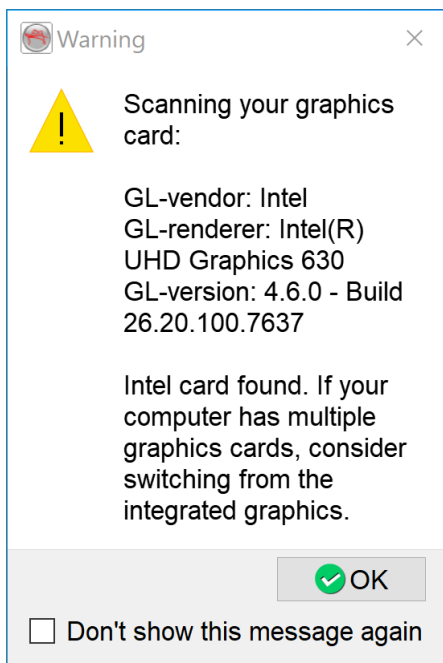 Warning
Scanning your graphics
card:
GL-vendor: Intel
GL-renderer: Intel(R)
UHD Graphics 630
GL-version: 4.6.0 - Build
26.20.100.7637
Intel card found. If your
computer has multiple
graphics cards, consider
switching from the
integrated graphics.
OK
Don't show this message again